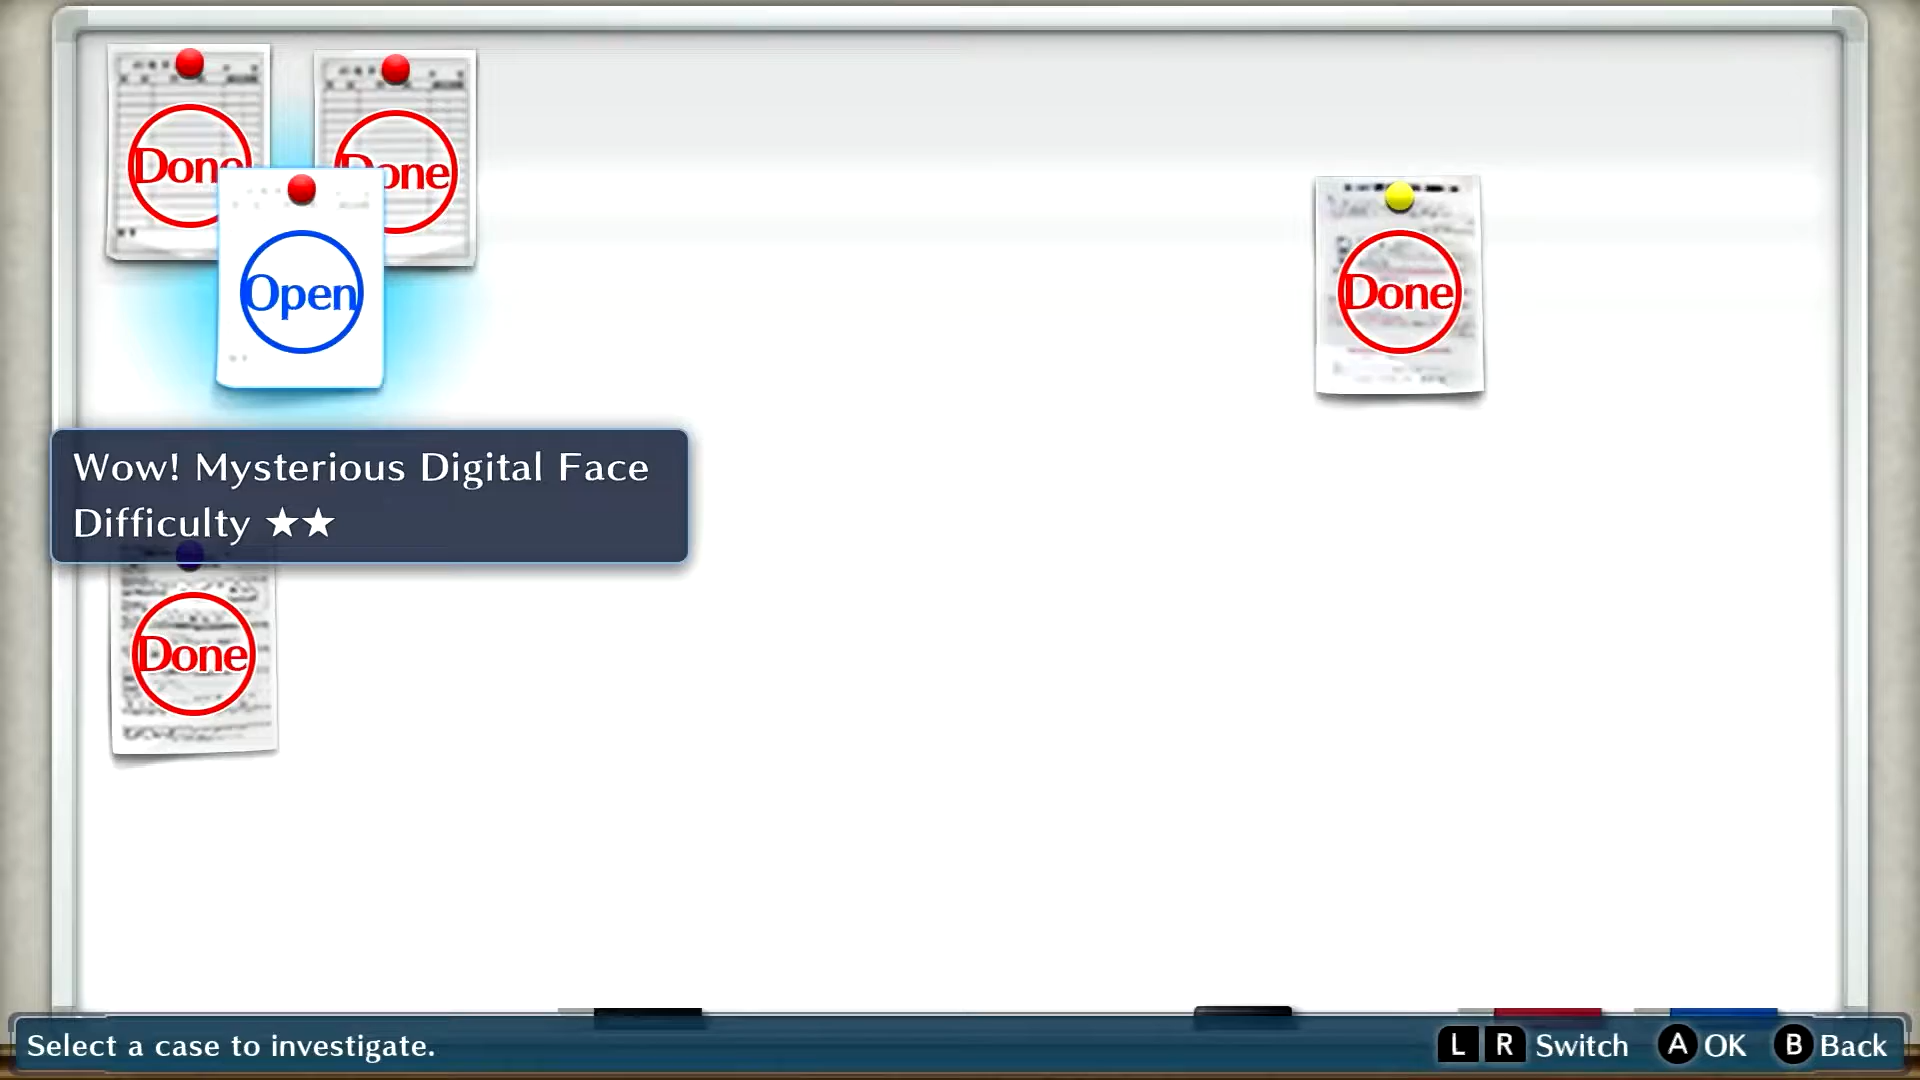 Done
Done
Open
Done
Wow! Mysterious Digital Face
Difficulty ★★
Done
Select a case to investigate.
L R Switch A OK B Back